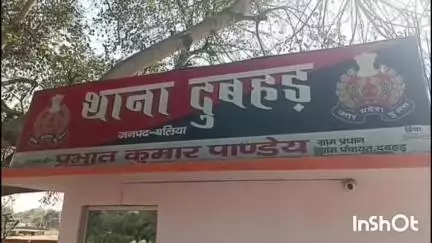 थाना दुबहड़
जनपद-बलिया
प्रभात कुमार पाण्डेय
ग्राम प्रधान
ग्राम पंचायत, दुबहड़
InShOt